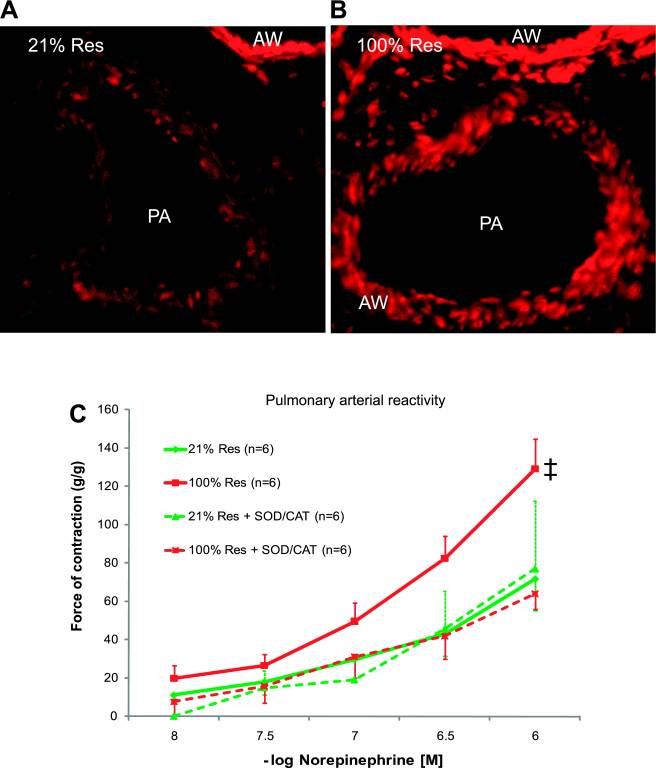 A
B
21% Res
AW
100% Res
AW
PA
PA
AW
C
Pulmonary arterial reactivity
Force of contraction (g/g)
160
140
120
100
80
60
40
20
0
21% Res (n=6)
100% Res (n=6)
21% Res + SOD/CAT (n=6)
100% Res + SOD/CAT (n=6)
‡
8 7.5 7 6.5 6
-log Norepinephrine [M]